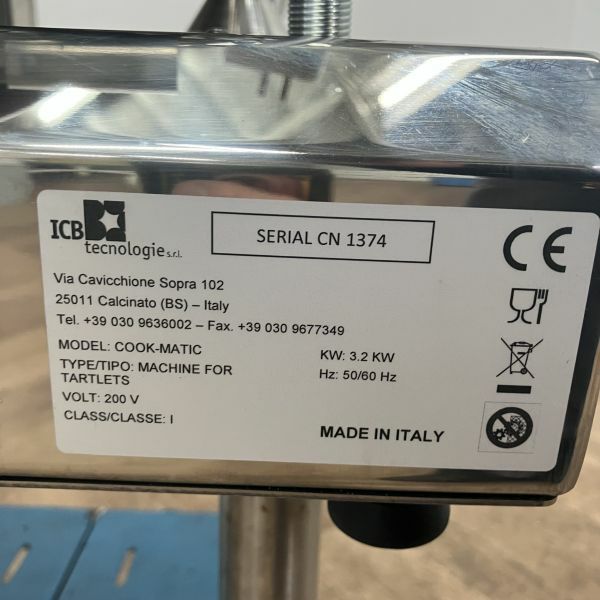 ICB
tecnologie s.r.l.
SERIAL CN 1374
CE
Via Cavicchione Sopra 102
25011 Calcinato (BS) – Italy
Tel. +39 030 9636002 – Fax. +39 030 9677349
MODEL: COOK-MATIC
KW: 3.2 KW
TYPE/TIPO: MACHINE FOR
TARTLETS
Hz: 50/60 Hz
VOLT: 200 V
CLASS/CLASSE: I
MADE IN ITALY